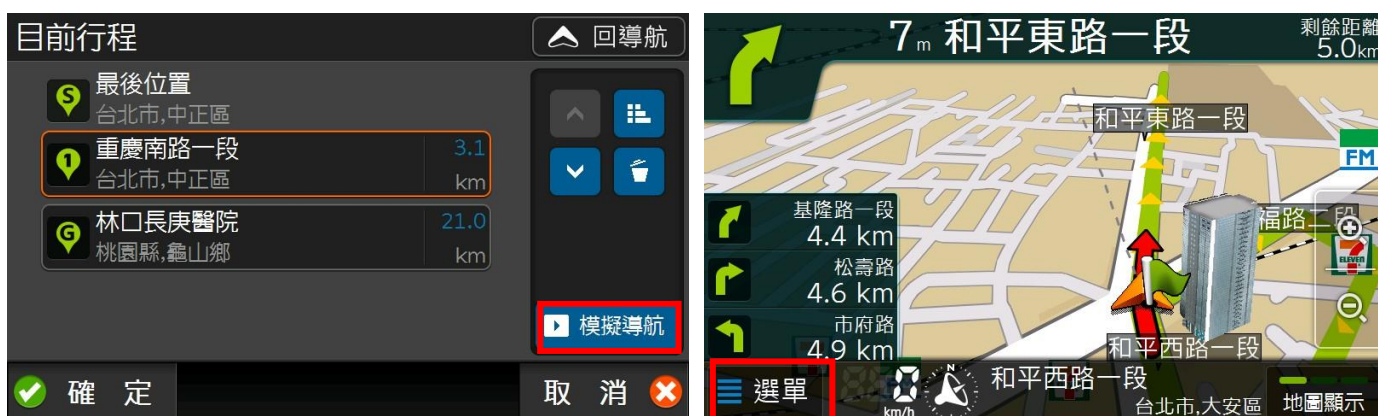 目前行程
回導航
最後位置
台北市,中正區
重慶南路一段
3.1
台北市,中正區
km
林口長庚醫院
21.0
桃園縣,龜山鄉
km
模擬導航
確 定
取 消
7m 和平東路一段
剩餘距離
5.0km
和平東路一段
FM
基隆路一段
4.4 km
福路二段
松壽路
4.6 km
ELEVEN
市府路
4.9 km
和平西路一段
選單
km/h
N
和平西路一段
台北市,大安區
地圖顯示